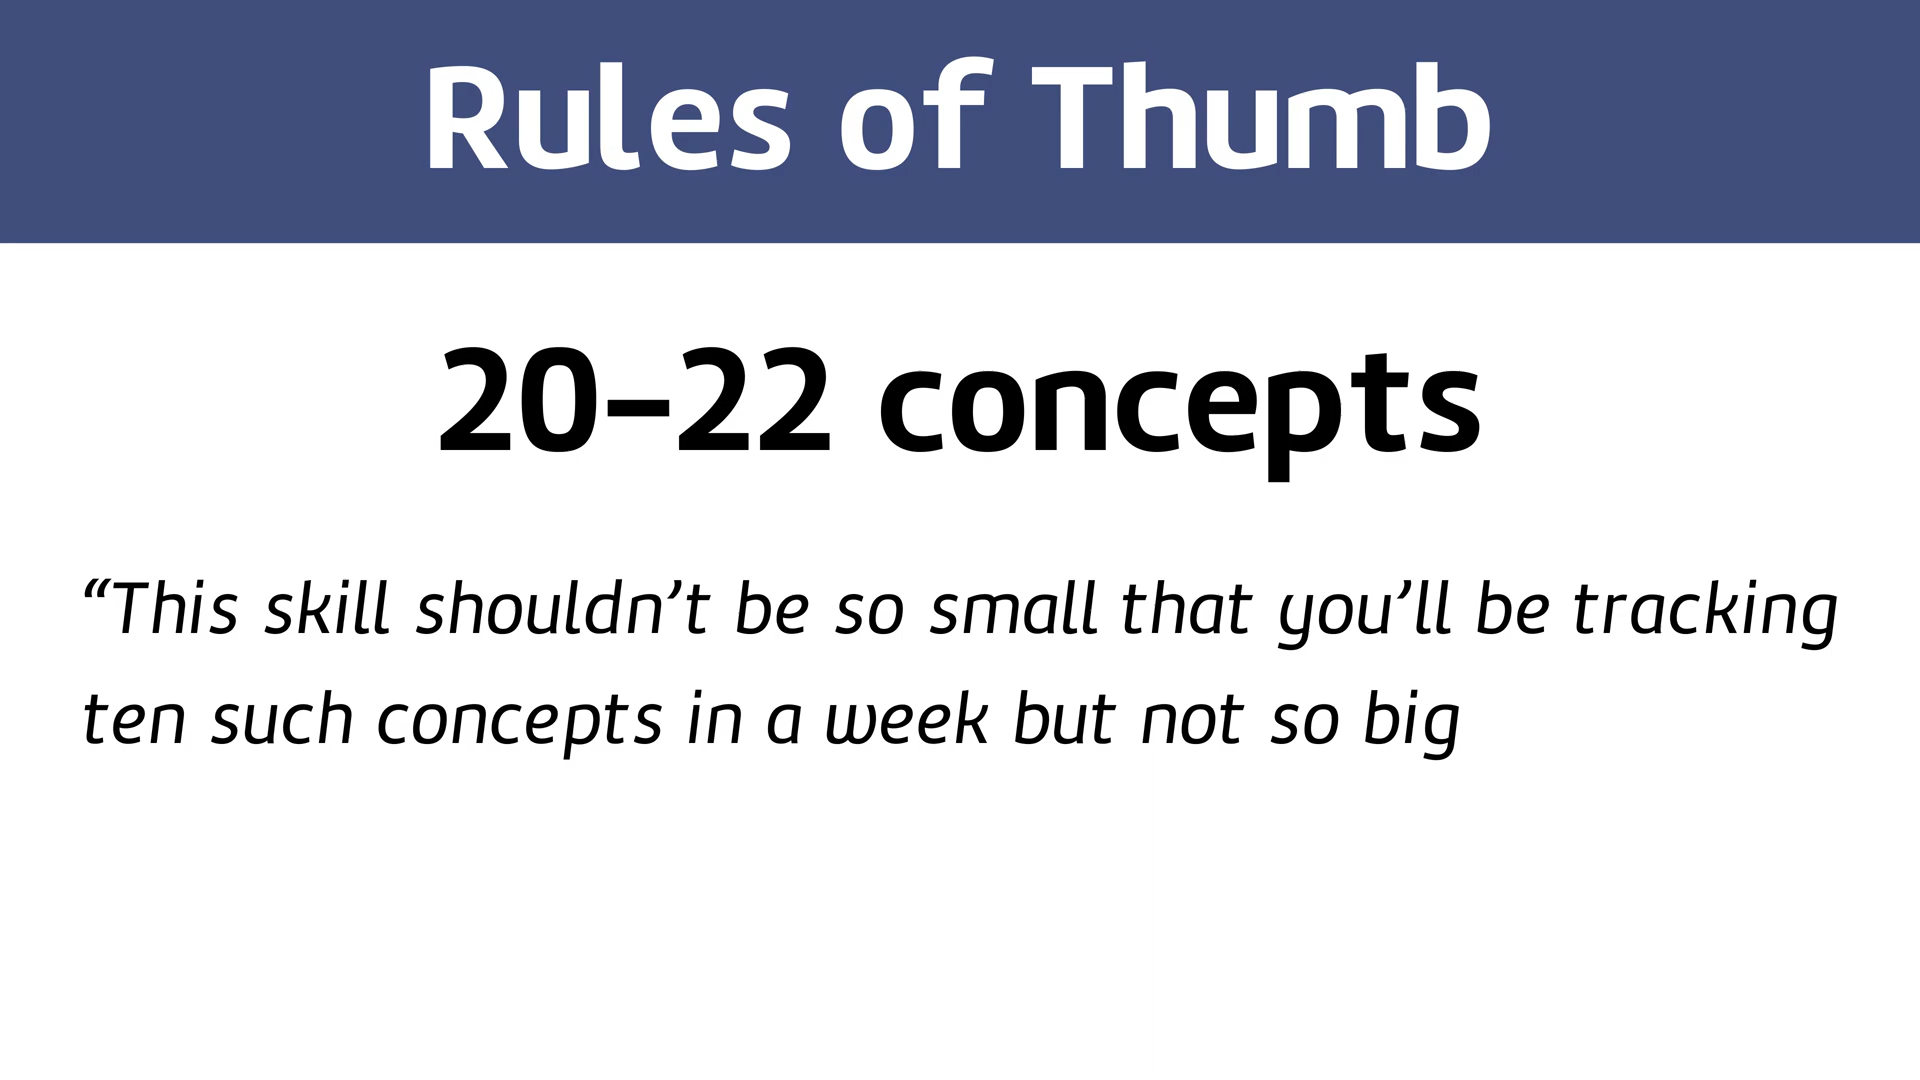 Rules of Thumb
20–22 concepts
“This skill shouldn’t be so small that you’ll be tracking
ten such concepts in a week but not so big